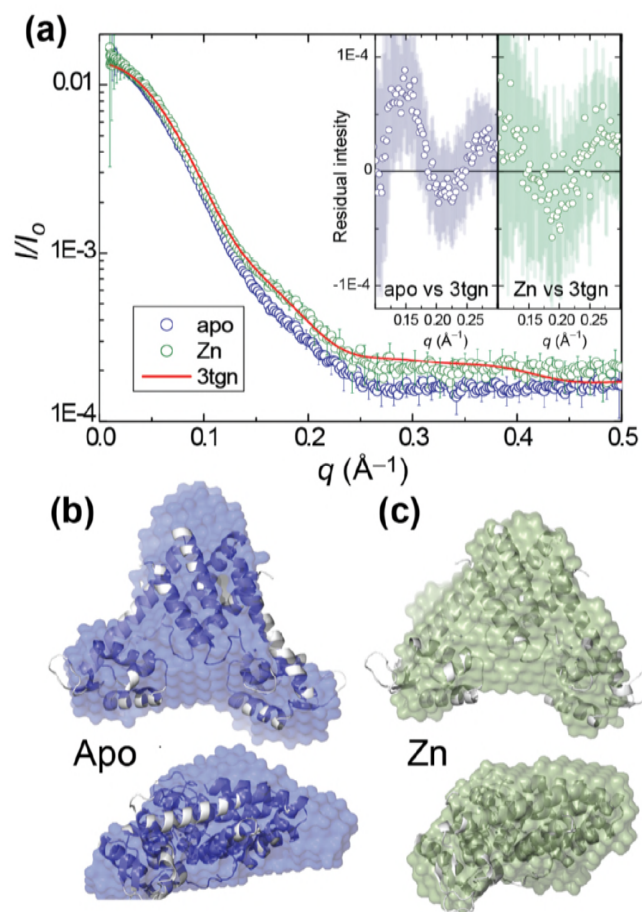 (a)
0.01
1E-3
1E-4
I/I₀
0.0 0.1 0.2 0.3 0.4 0.5
q (Å⁻¹)
apo
Zn
3tgn
1E-4
0
-1E-4
Residual intesity
apo vs 3tgn
Zn vs 3tgn
0.15 0.20 0.25
0.15 0.20 0.25
q (Å⁻¹)
q (Å⁻¹)
(b)
(c)
Apo
Zn